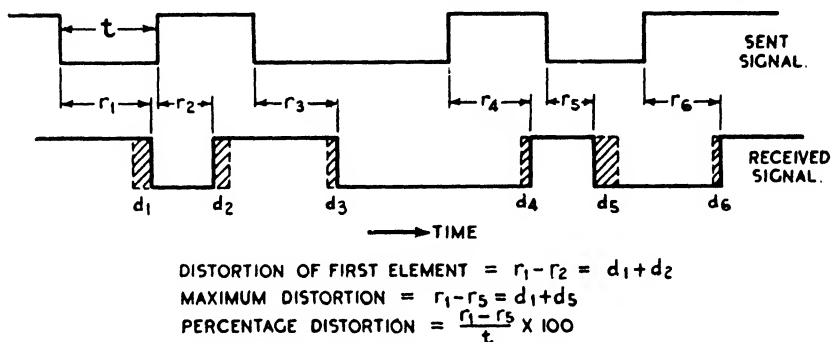 t
SENT
SIGNAL.
r₁ r₂ r₃ r₄ r₅ r₆
RECEIVED
SIGNAL.
d₁ d₂ d₃ d₄ d₅ d₆
TIME
DISTORTION OF FIRST ELEMENT = r₁-r₂ = d₁+d₂
MAXIMUM DISTORTION = r₁-r₅ = d₁+d₅
PERCENTAGE DISTORTION = (r₁-r₅)/t X 100